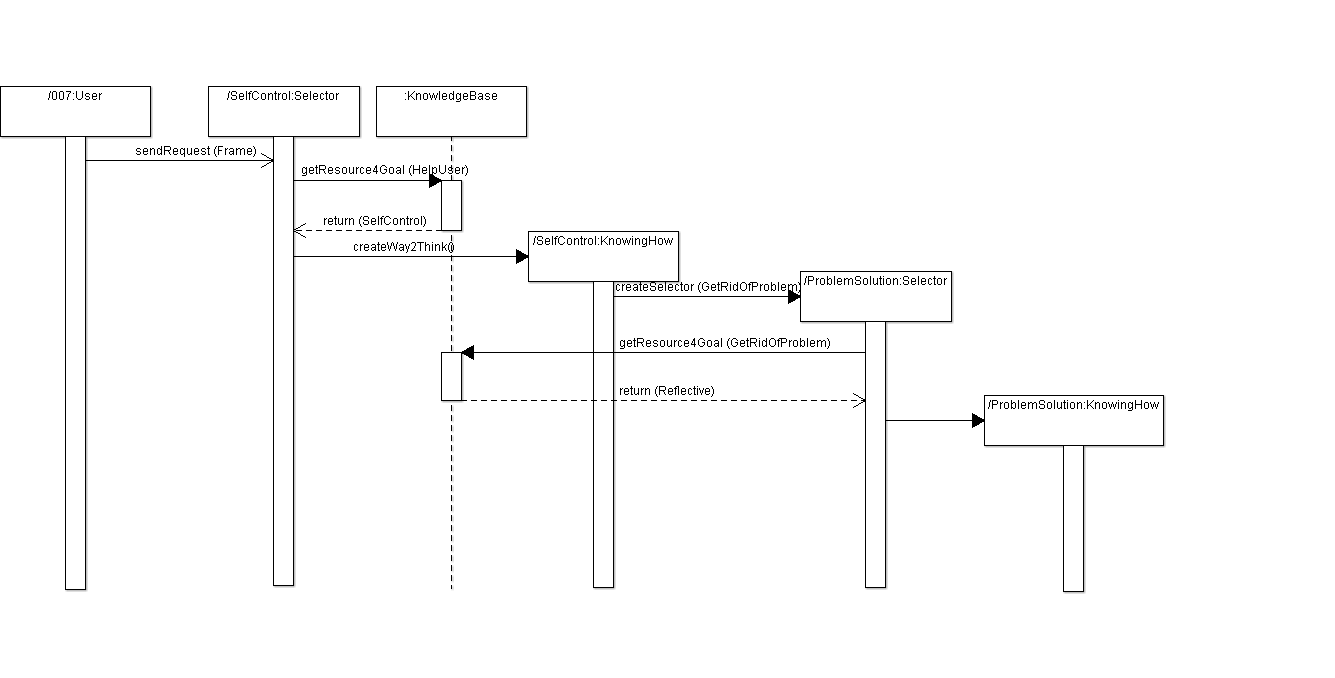 /007:User
/SelfControl:Selector
:KnowledgeBase
sendRequest (Frame)
getResource4Goal (HelpUser)
return (SelfControl)
createWay2Think()
/SelfControl:KnowingHow
createSelector (GetRidOfProblem)
/ProblemSolution:Selector
getResource4Goal (GetRidOfProblem)
return (Reflective)
/ProblemSolution:KnowingHow